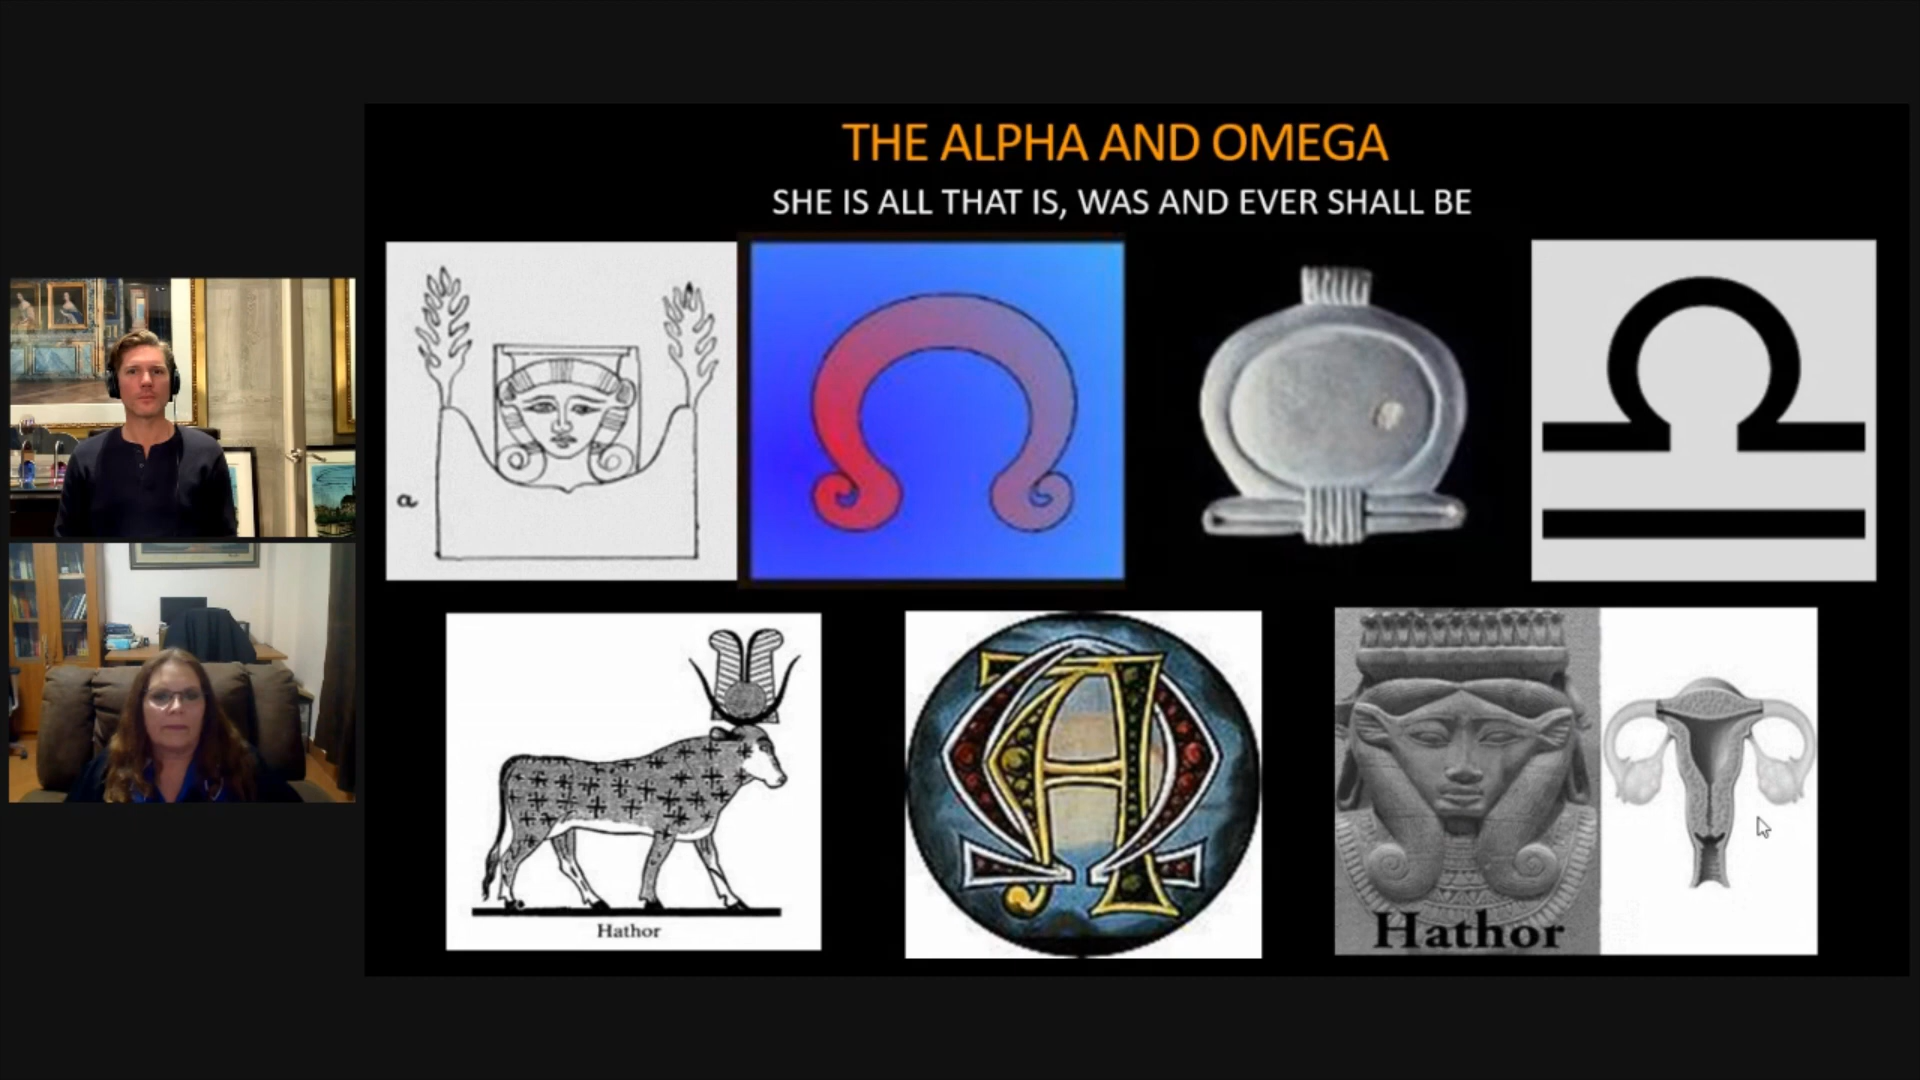 THE ALPHA AND OMEGA
SHE IS ALL THAT IS, WAS AND EVER SHALL BE
a
Hathor
A
Hathor